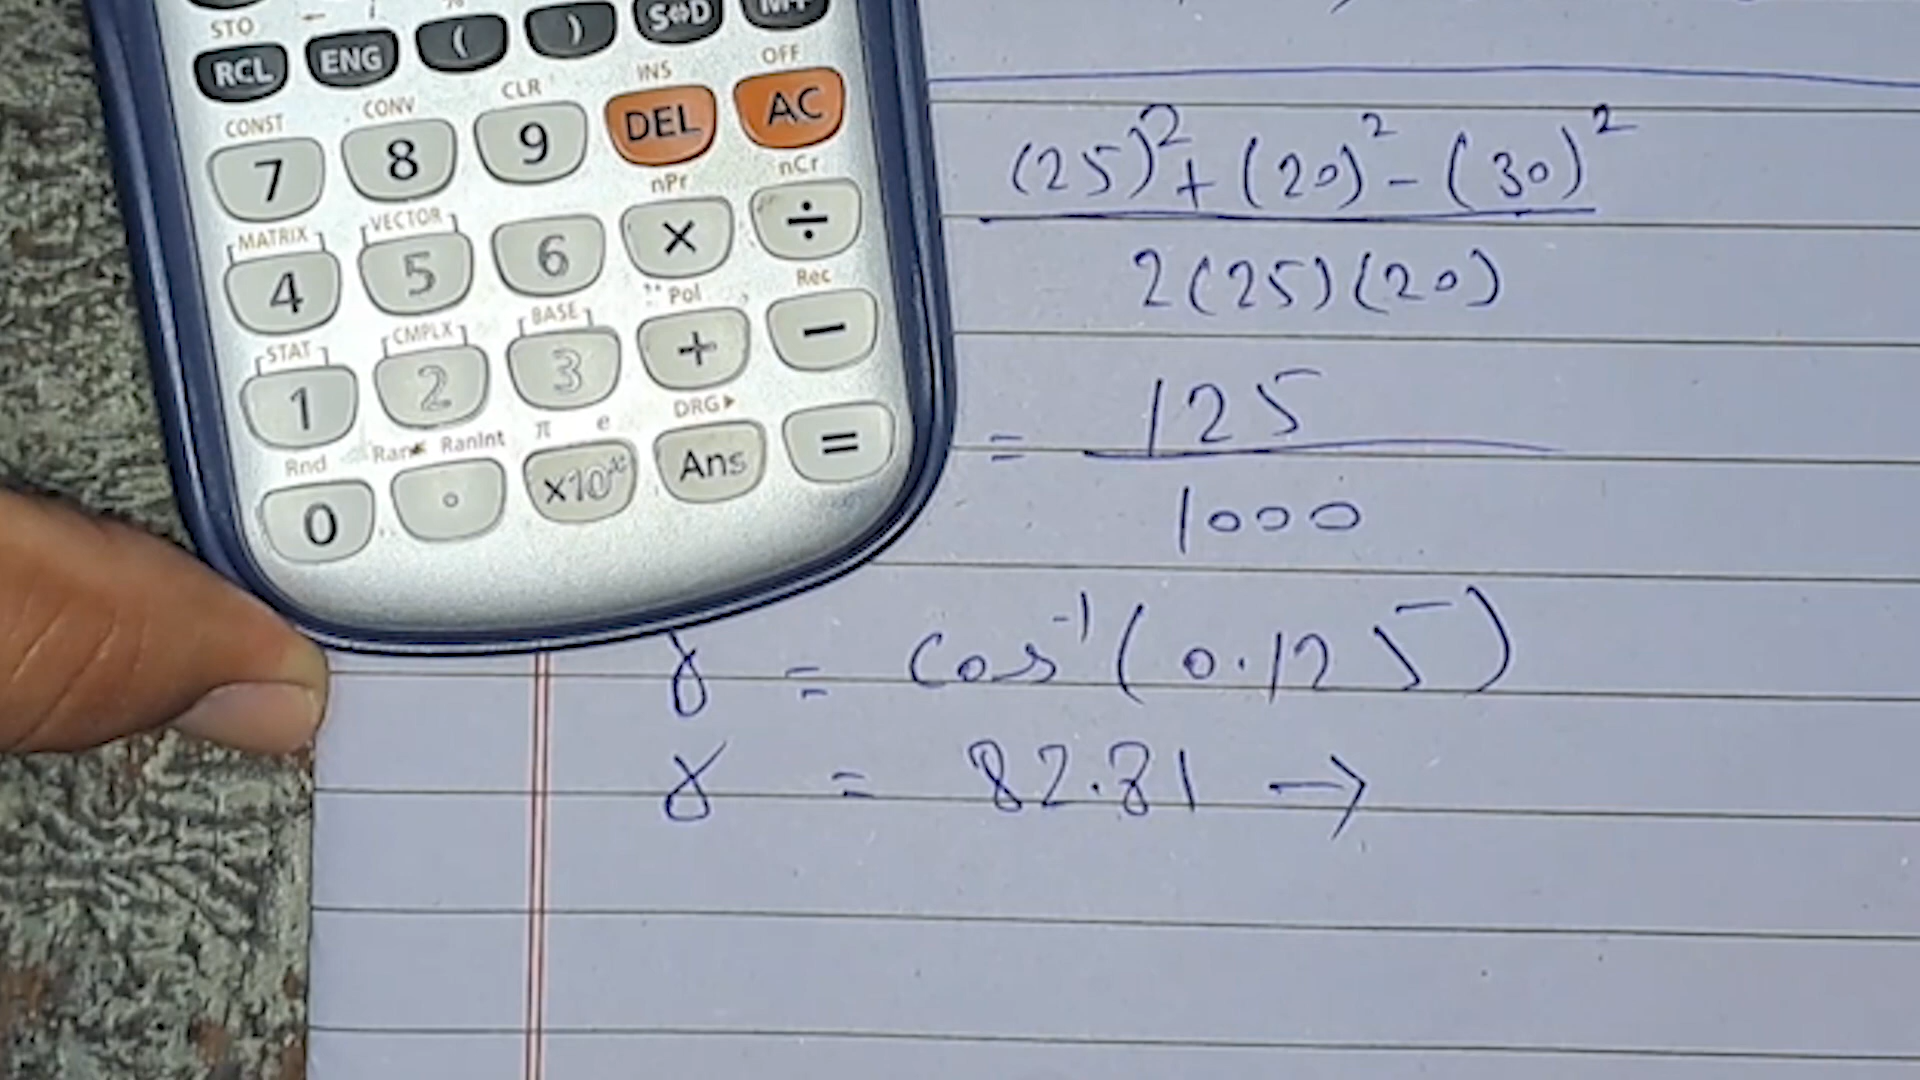 STO ← i
RCL ENG ( ) S⇔D M+
CONST CONV CLR INS OFF
7 8 9 DEL AC
MATRIX VECTOR nPr nCr
4 5 6 × ÷
STAT CMPLX BASE Pol Rec
1 2 3 + −
Rnd Ran# RanInt π e DRG▶
0 . ×10ˣ Ans =
(25)² + (20)² - (30)²
2(25)(20)
= 125
1000
γ = cos⁻¹(0.125)
γ = 82.81 →